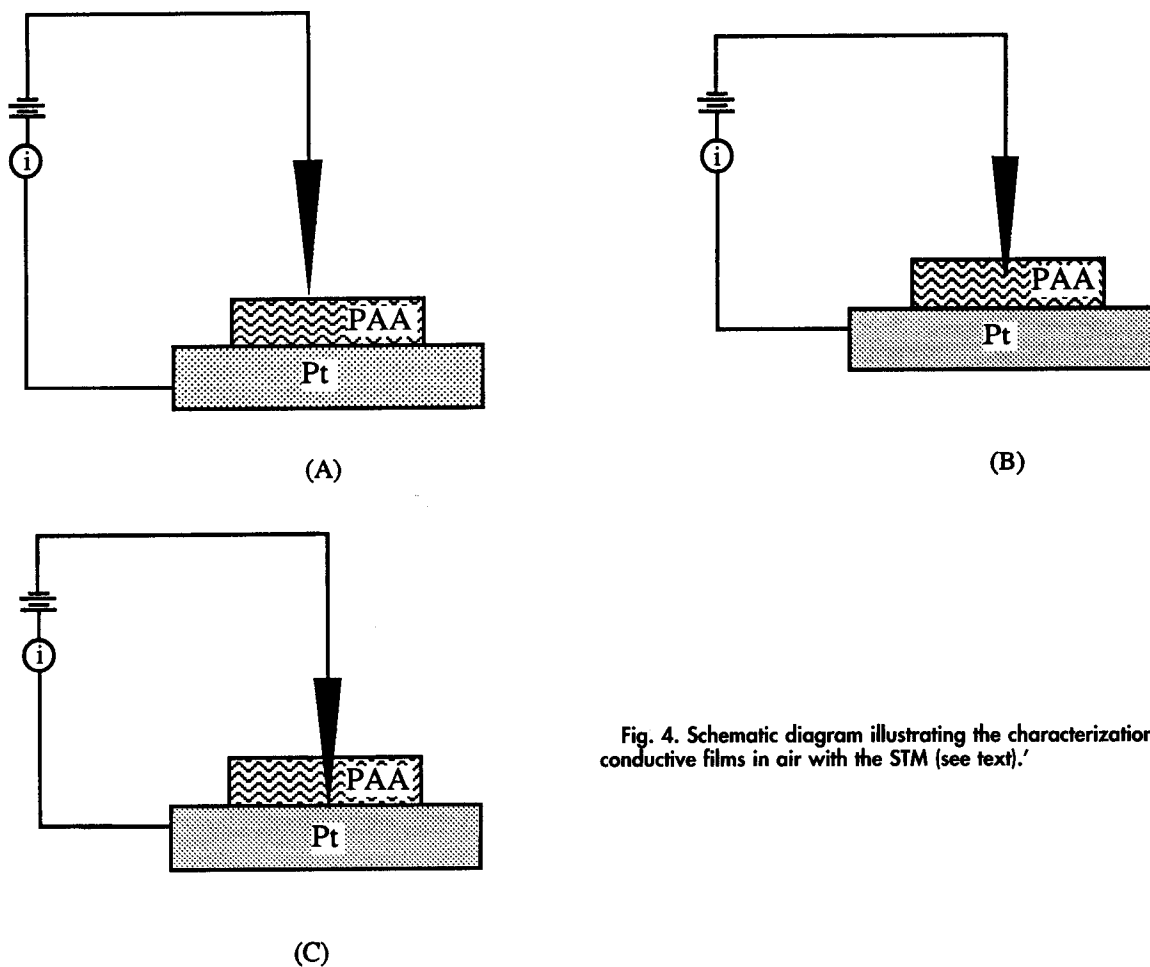 i
PAA
Pt
(A)
i
PAA
Pt
(B)
i
PAA
Pt
(C)
Fig. 4. Schematic diagram illustrating the characterization
conductive films in air with the STM (see text).'